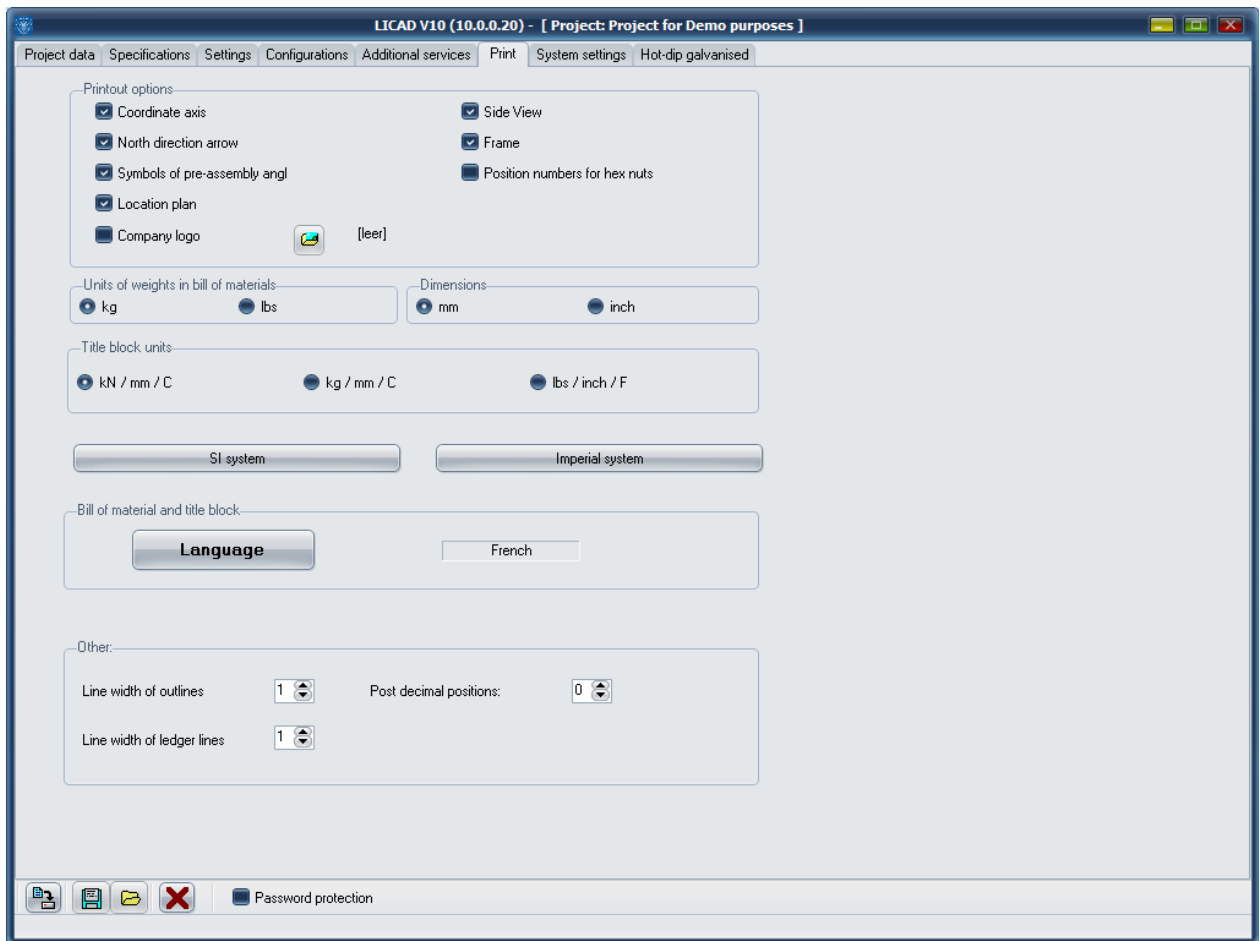 LICAD V10 (10.0.0.20) - [ Project: Project for Demo purposes ]
Project data Specifications Settings Configurations Additional services Print System settings Hot-dip galvanised
Printout options
Coordinate axis Side View
North direction arrow Frame
Symbols of pre-assembly angl Position numbers for hex nuts
Location plan
Company logo [leer]
Units of weights in bill of materials Dimensions
kg lbs mm inch
Title block units
kN / mm / C kg / mm / C lbs / inch / F
SI system Imperial system
Bill of material and title block
Language French
Other:
Line width of outlines 1 Post decimal positions: 0
Line width of ledger lines 1
Password protection